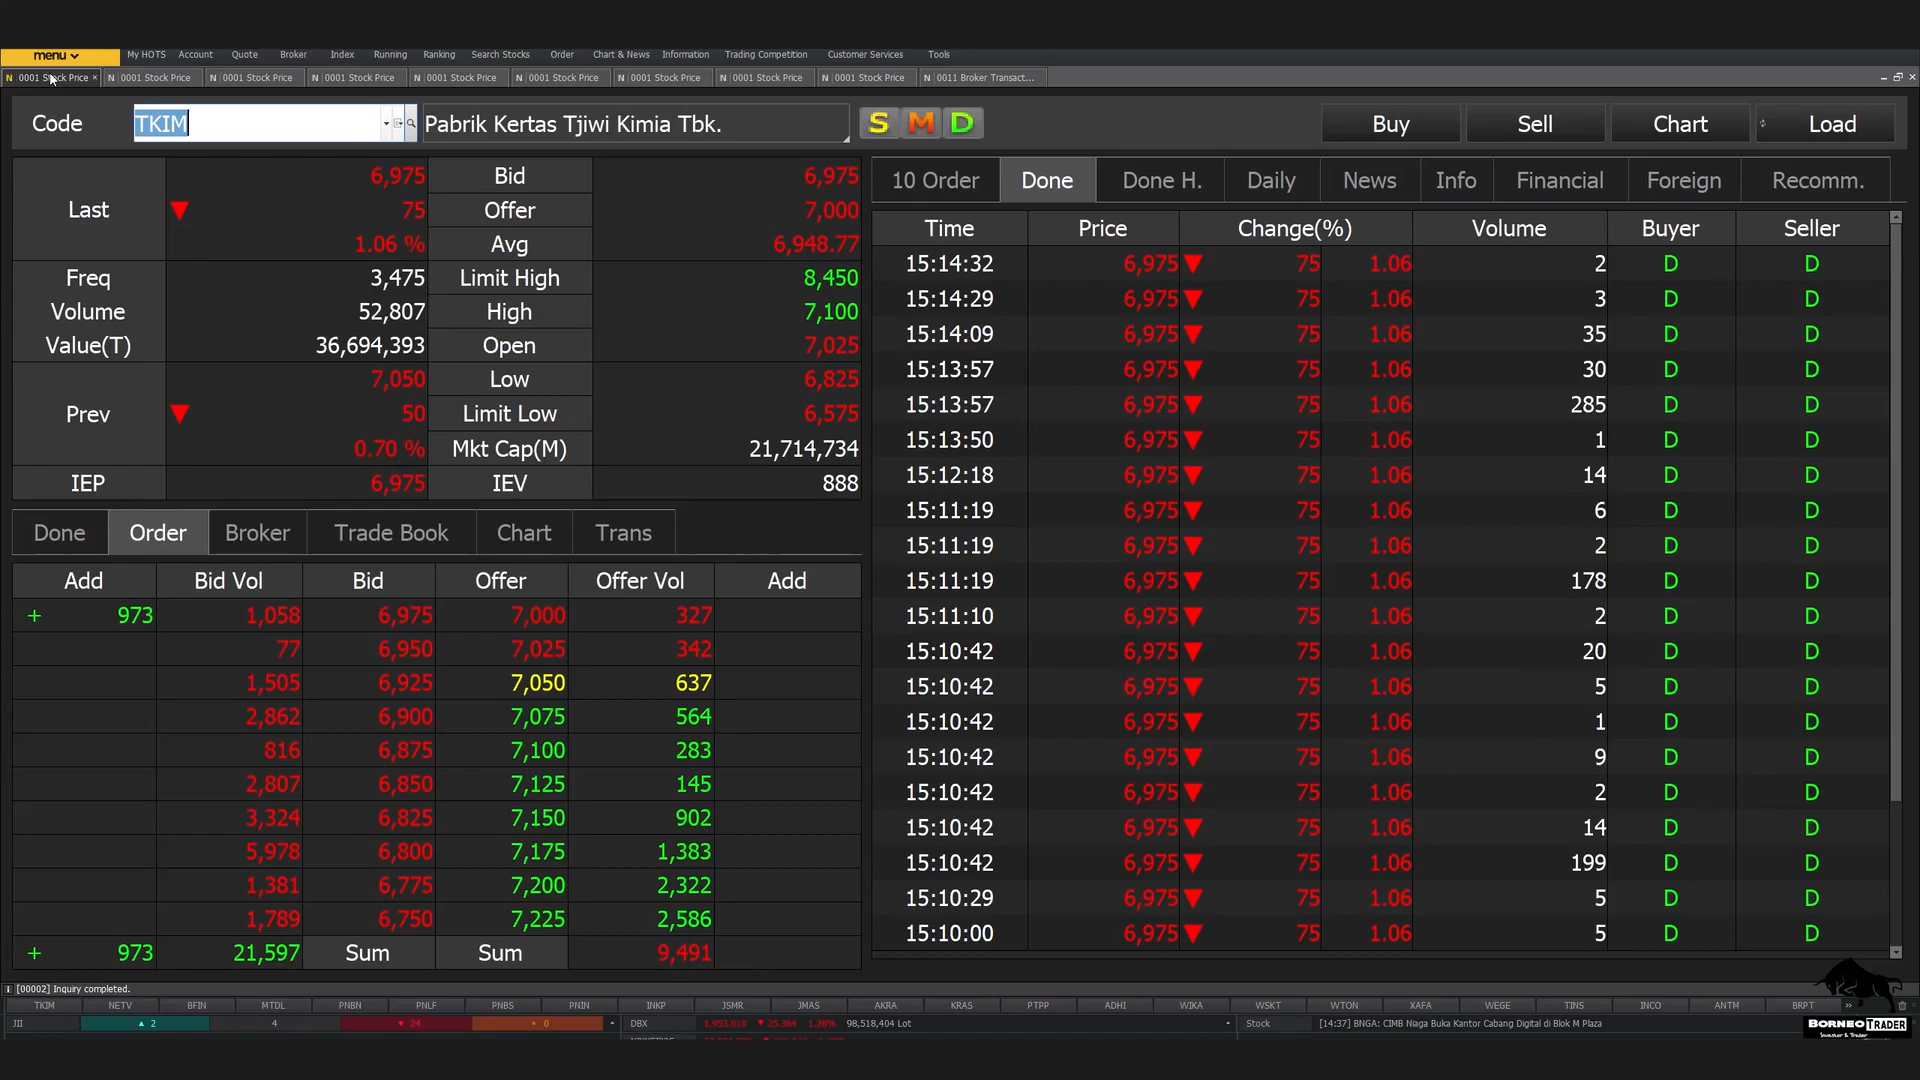 menu My HOTS Account Quote Broker Index Running Ranking Search Stocks Order Chart & News Information Trading Competition Customer Services Tools
N 0001 Stock Price × N 0001 Stock Price N 0001 Stock Price N 0001 Stock Price N 0001 Stock Price N 0001 Stock Price N 0001 Stock Price N 0001 Stock Price N 0001 Stock Price N 0011 Broker Transact...
Code TKIM Pabrik Kertas Tjiwi Kimia Tbk. S M D Buy Sell Chart Load
Last ▼ 6,975 75 1.06 %
Bid 6,975
Offer 7,000
Avg 6,948.77
Freq 3,475 Limit High 8,450
Volume 52,807 High 7,100
Value(T) 36,694,393 Open 7,025
Prev ▼ 7,050 50 0.70 %
Low 6,825
Limit Low 6,575
Mkt Cap(M) 21,714,734
IEP 6,975 IEV 888
Done Order Broker Trade Book Chart Trans
Add Bid Vol Bid Offer Offer Vol Add
+ 973 1,058 6,975 7,000 327
77 6,950 7,025 342
1,505 6,925 7,050 637
2,862 6,900 7,075 564
816 6,875 7,100 283
2,807 6,850 7,125 145
3,324 6,825 7,150 902
5,978 6,800 7,175 1,383
1,381 6,775 7,200 2,322
1,789 6,750 7,225 2,586
+ 973 21,597 Sum Sum 9,491
10 Order Done Done H. Daily News Info Financial Foreign Recomm.
Time Price Change(%) Volume Buyer Seller
15:14:32 6,975 ▼ 75 1.06 2 D D
15:14:29 6,975 ▼ 75 1.06 3 D D
15:14:09 6,975 ▼ 75 1.06 35 D D
15:13:57 6,975 ▼ 75 1.06 30 D D
15:13:57 6,975 ▼ 75 1.06 285 D D
15:13:50 6,975 ▼ 75 1.06 1 D D
15:12:18 6,975 ▼ 75 1.06 14 D D
15:11:19 6,975 ▼ 75 1.06 6 D D
15:11:19 6,975 ▼ 75 1.06 2 D D
15:11:19 6,975 ▼ 75 1.06 178 D D
15:11:10 6,975 ▼ 75 1.06 2 D D
15:10:42 6,975 ▼ 75 1.06 20 D D
15:10:42 6,975 ▼ 75 1.06 5 D D
15:10:42 6,975 ▼ 75 1.06 1 D D
15:10:42 6,975 ▼ 75 1.06 9 D D
15:10:42 6,975 ▼ 75 1.06 2 D D
15:10:42 6,975 ▼ 75 1.06 14 D D
15:10:42 6,975 ▼ 75 1.06 199 D D
15:10:29 6,975 ▼ 75 1.06 5 D D
15:10:00 6,975 ▼ 75 1.06 5 D D
[00002] Inquiry completed.
TKIM NETV BFIN MTDL PNBN PNLF PNBS PNIN INKP JSMR JMAS AKRA KRAS PTPP ADHI WIKA WSKT WTON XAFA WEGE TINS INCO ANTM BRPT »
JII ▲ 2 4 ▼ 24 0 DBX 1,953.010 ▼ 25.364 1.28% 98,518,404 Lot Stock [14:37] BNGA: CIMB Niaga Buka Kantor Cabang Digital di Blok M Plaza
BORNEO TRADER
Investor & Trader